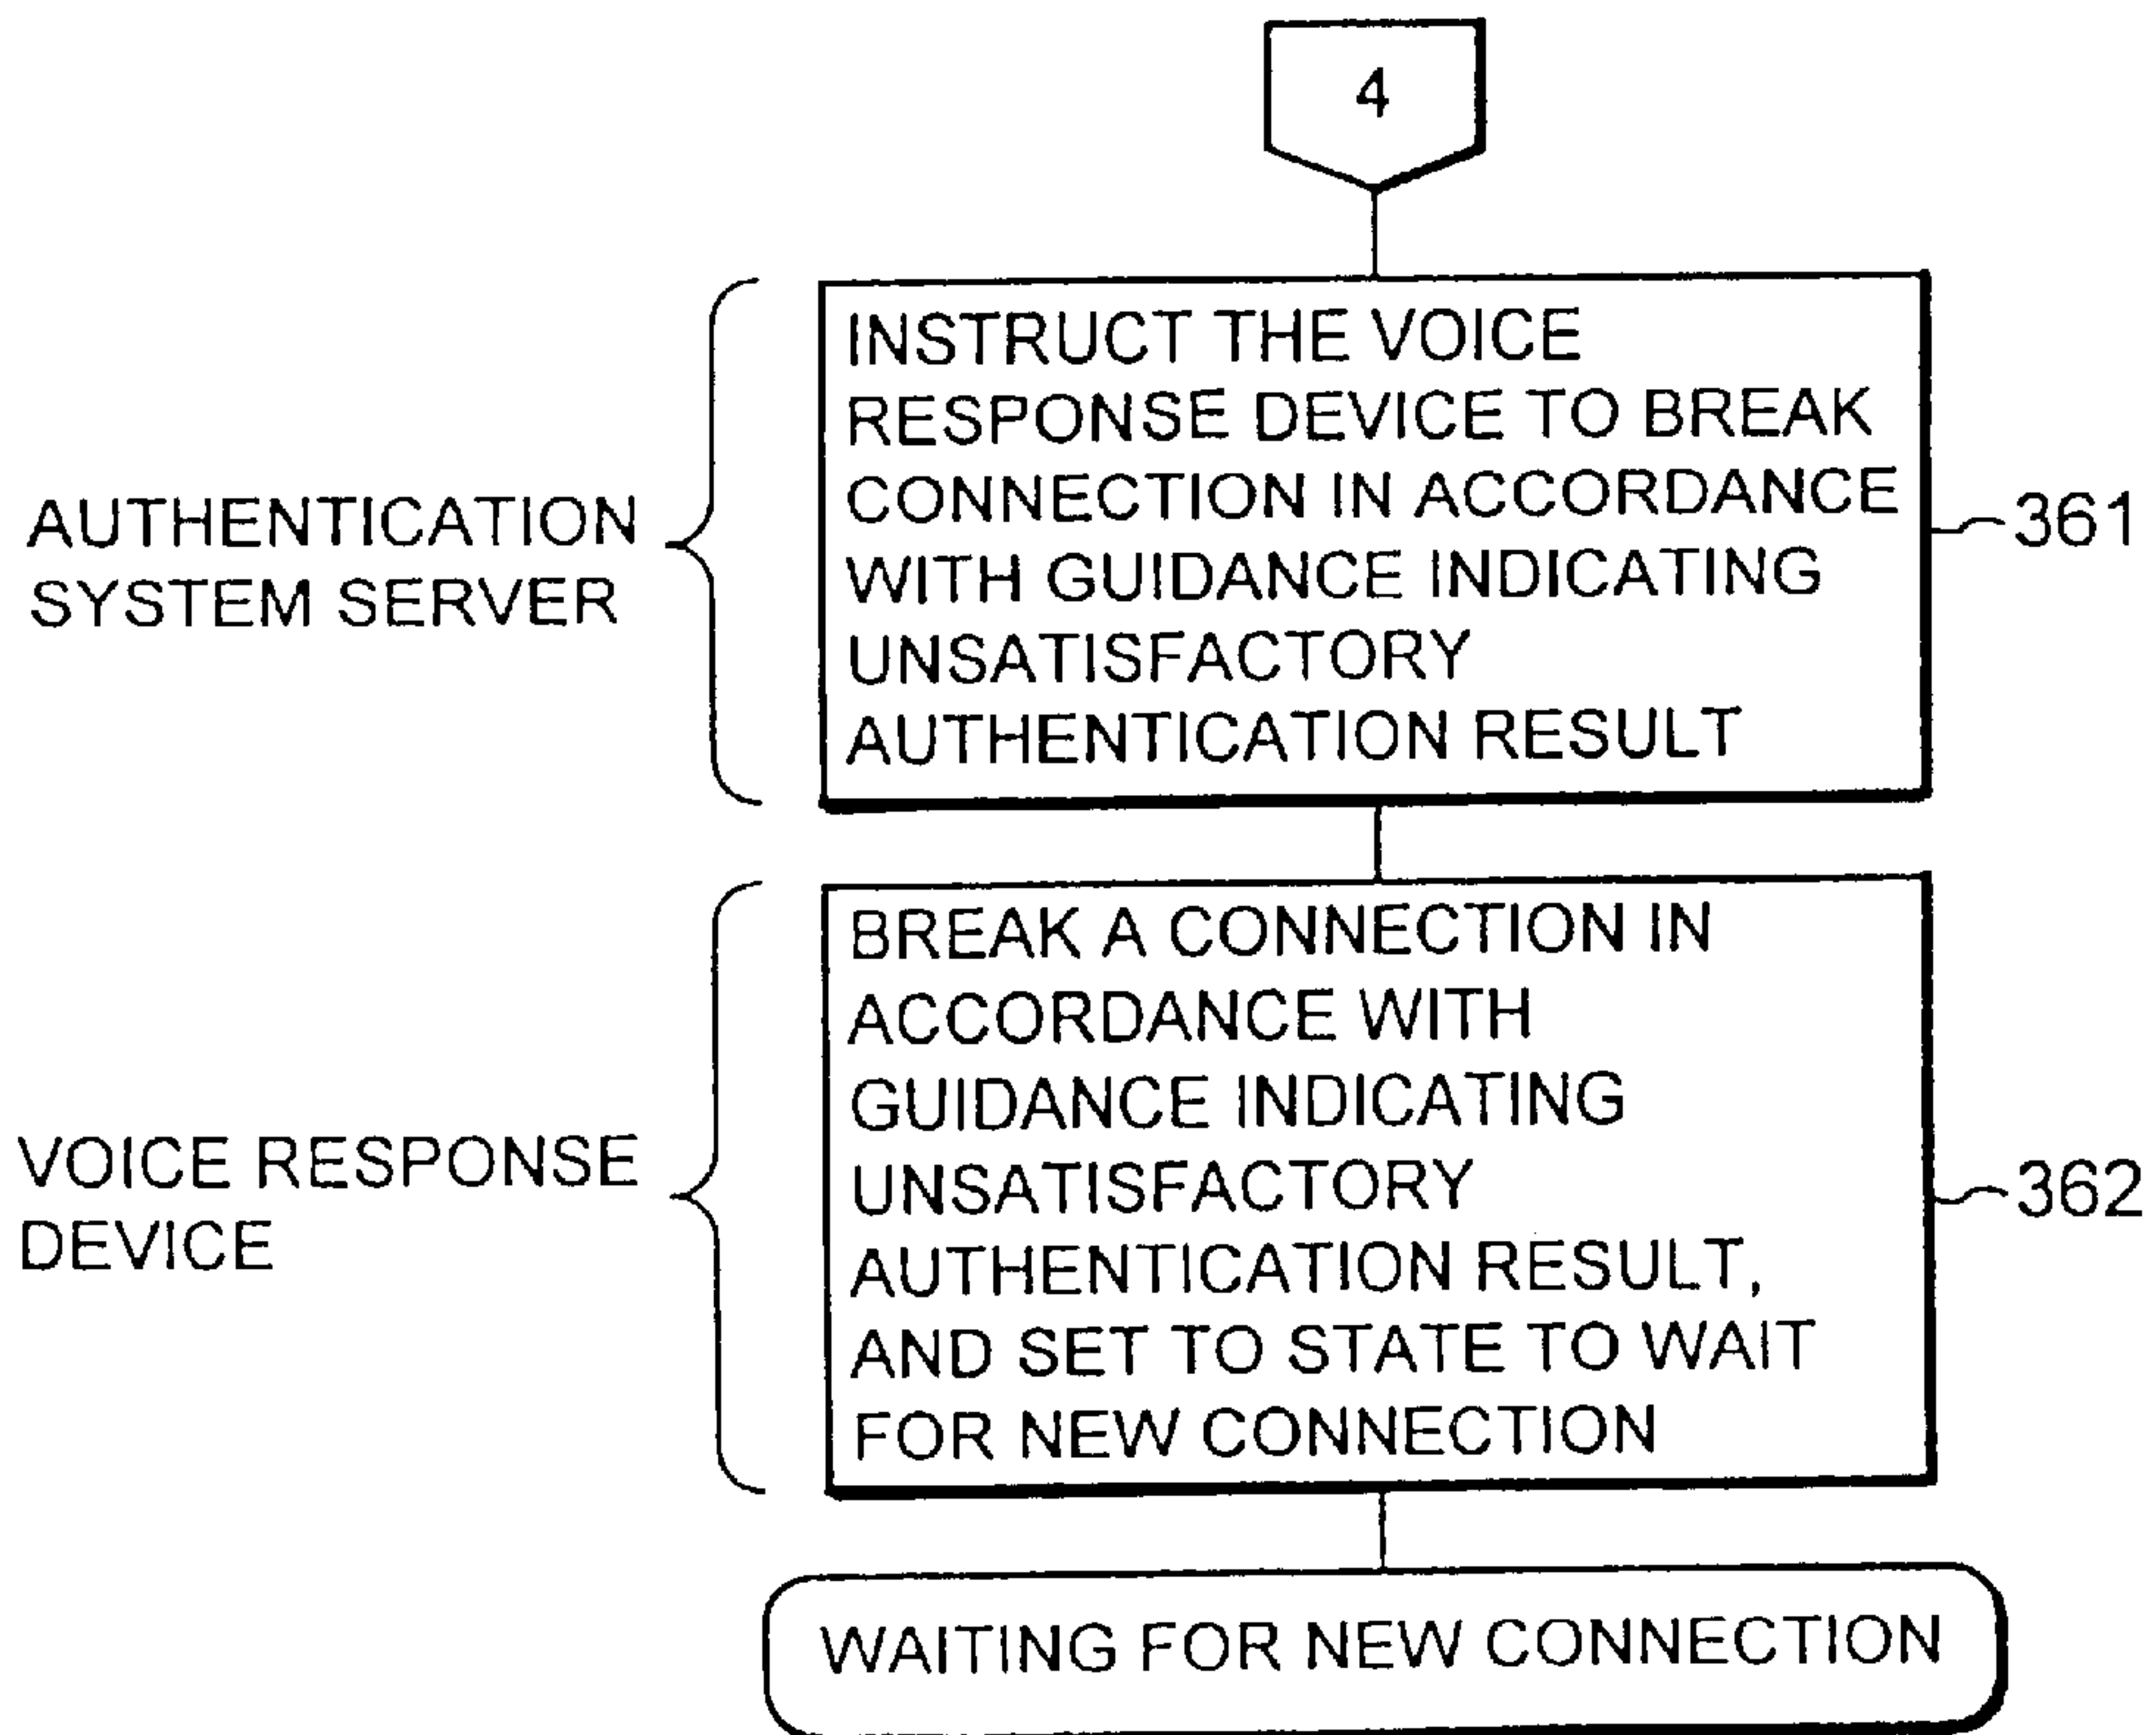 4
AUTHENTICATION
SYSTEM SERVER
INSTRUCT THE VOICE
RESPONSE DEVICE TO BREAK
CONNECTION IN ACCORDANCE
WITH GUIDANCE INDICATING
UNSATISFACTORY
AUTHENTICATION RESULT
361
VOICE RESPONSE
DEVICE
BREAK A CONNECTION IN
ACCORDANCE WITH
GUIDANCE INDICATING
UNSATISFACTORY
AUTHENTICATION RESULT,
AND SET TO STATE TO WAIT
FOR NEW CONNECTION
362
WAITING FOR NEW CONNECTION